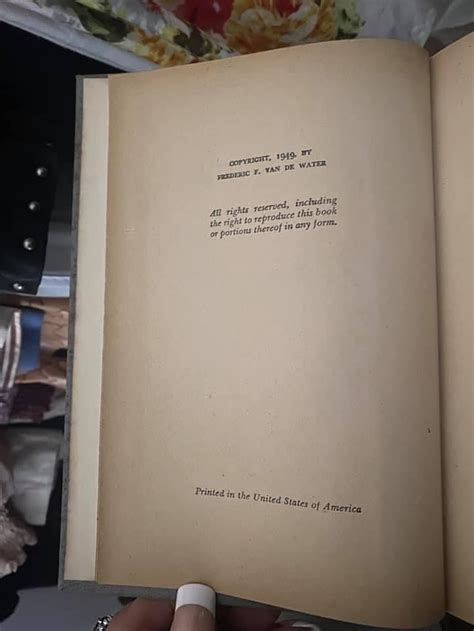 COPYRIGHT, 1949, BY
FREDERIC F. VAN DE WATER
All rights reserved, including
the right to reproduce this book
or portions thereof in any form.
Printed in the United States of America